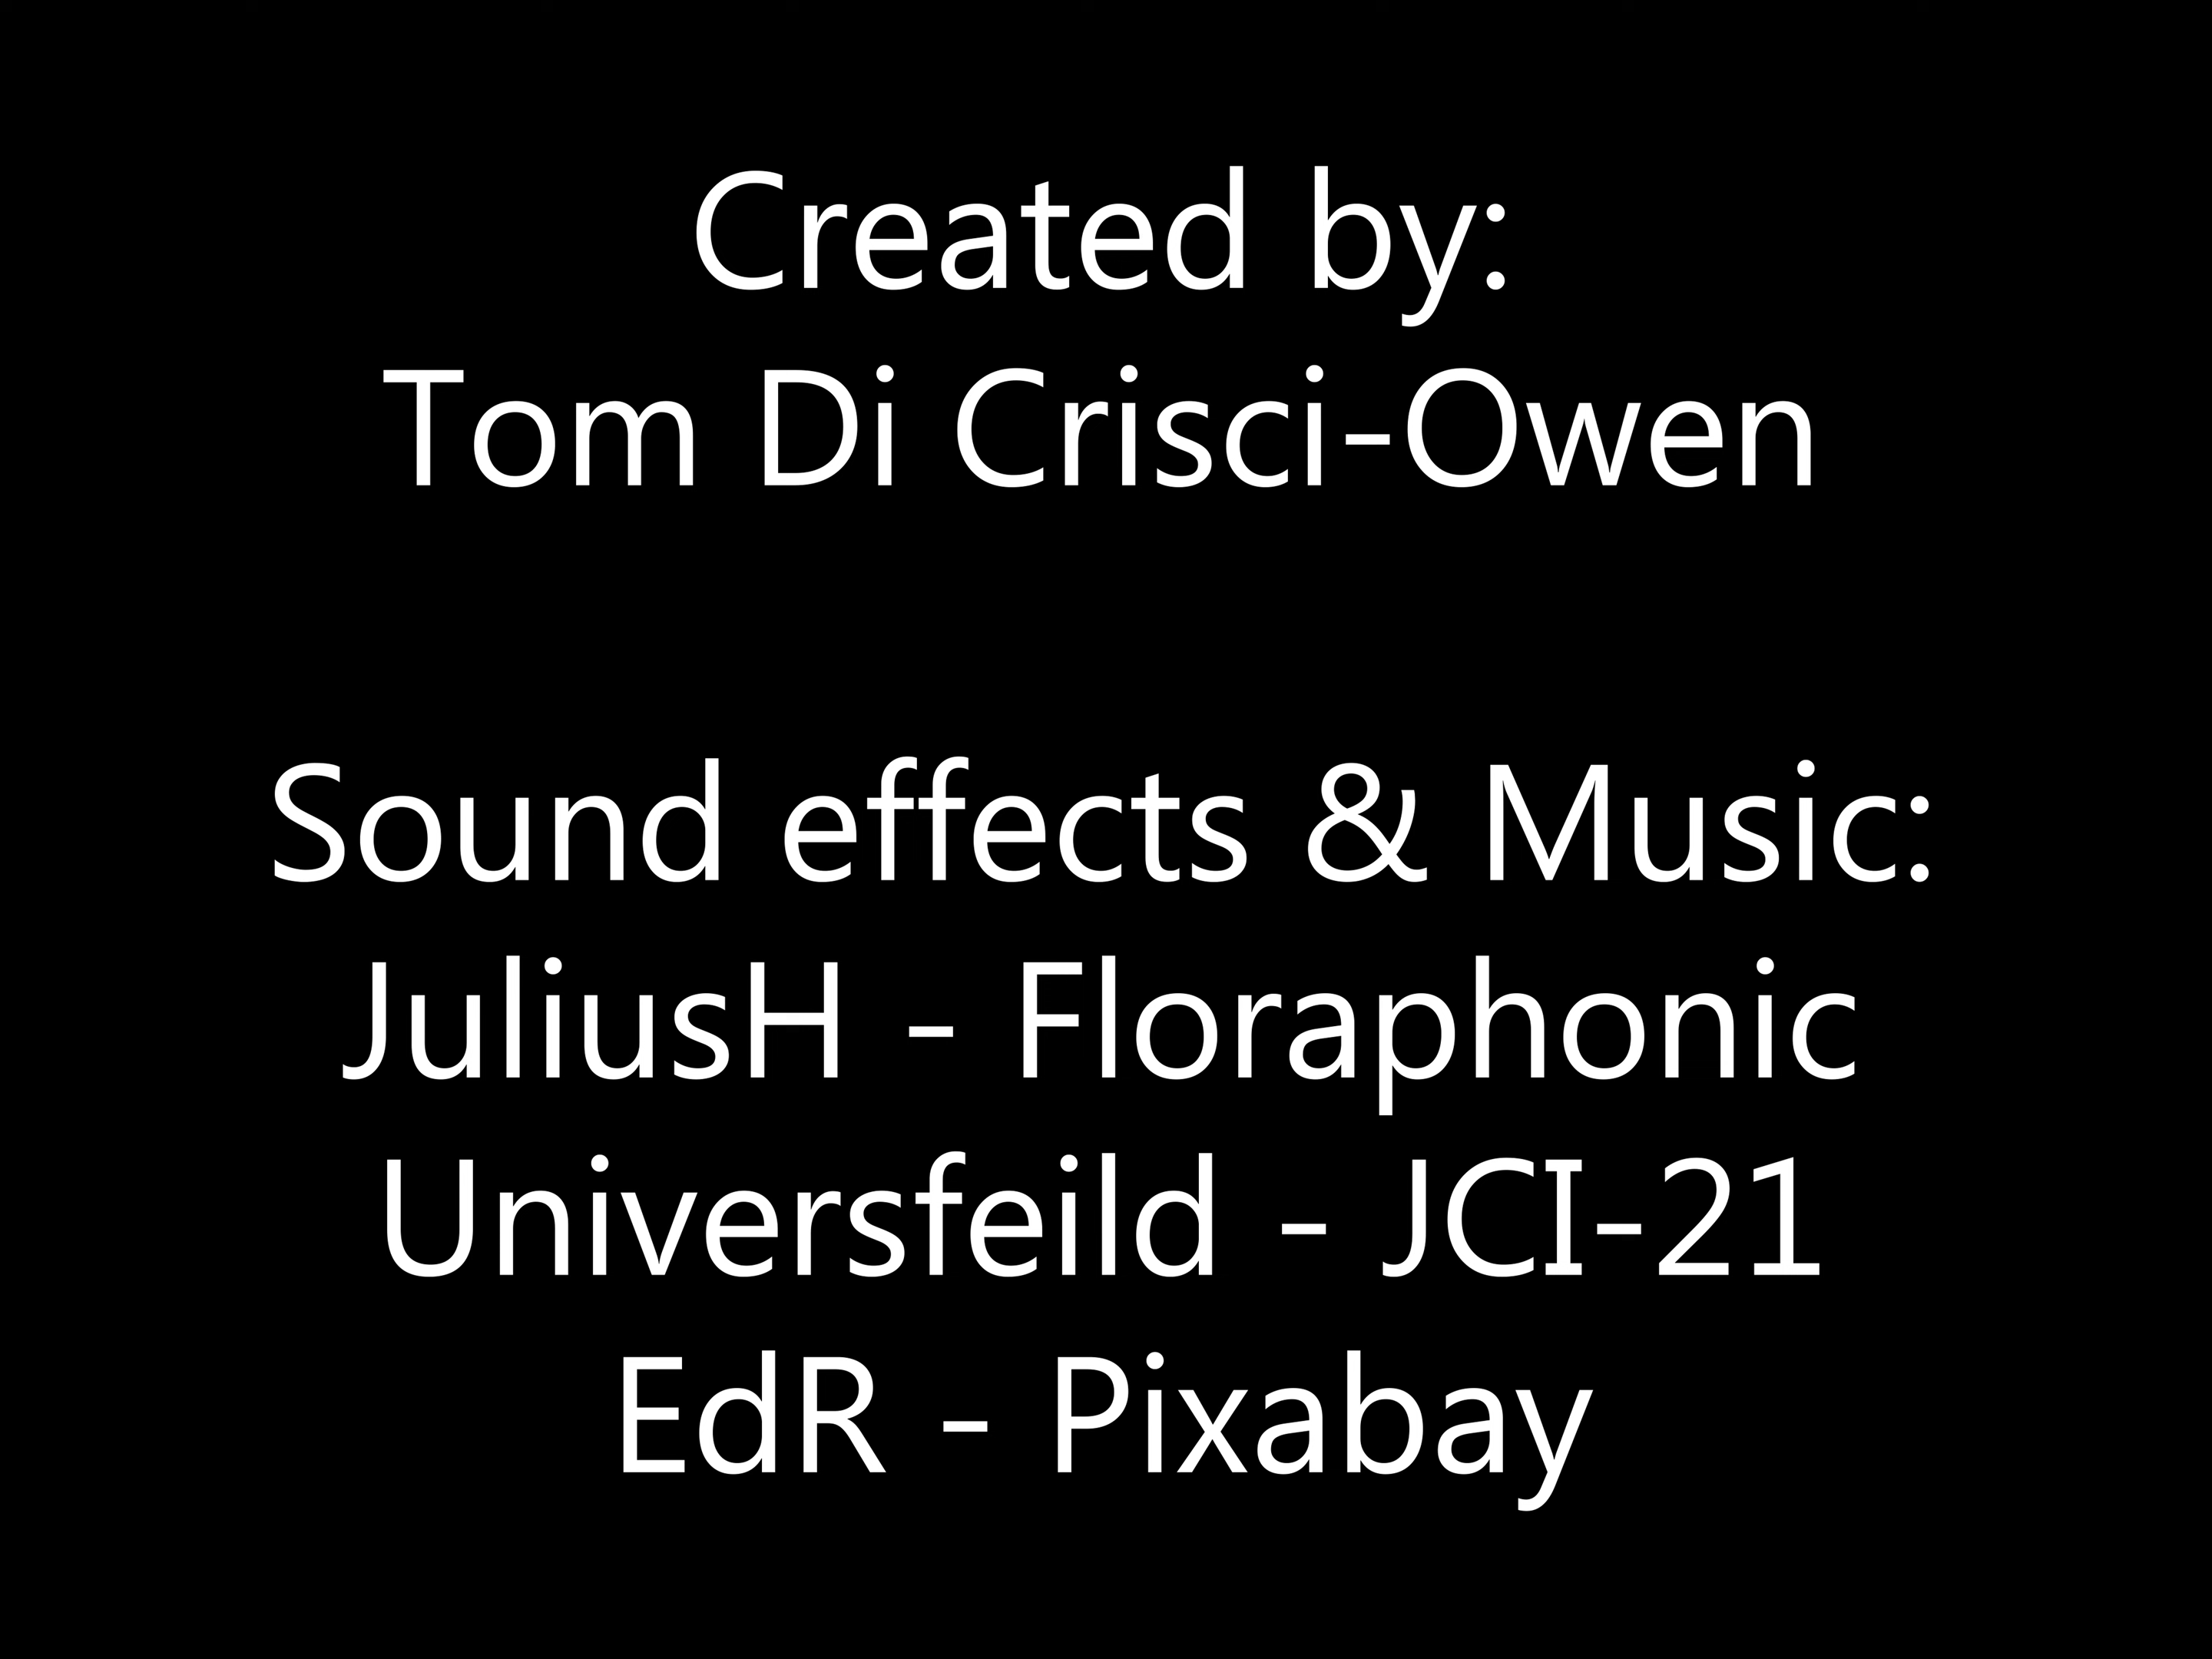 Created by:
Tom Di Crisci-Owen
Sound effects & Music:
JuliusH - Floraphonic
Universfeild - JCI-21
EdR - Pixabay